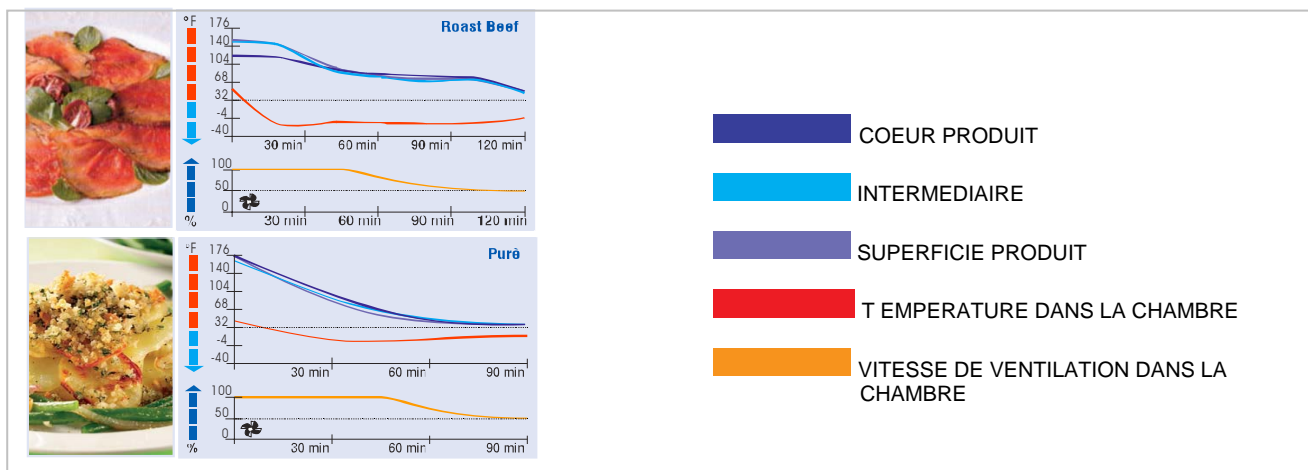 °F
Roast Beef
176
140
104
68
32
-4
-40
30 min 60 min 90 min 120 min
100
50
0
%
30 min 60 min 90 min 120 min
°F
Purè
176
140
104
68
32
-4
-40
30 min 60 min 90 min
100
50
0
%
30 min 60 min 90 min
COEUR PRODUIT
INTERMEDIAIRE
SUPERFICIE PRODUIT
T EMPERATURE DANS LA CHAMBRE
VITESSE DE VENTILATION DANS LA
CHAMBRE